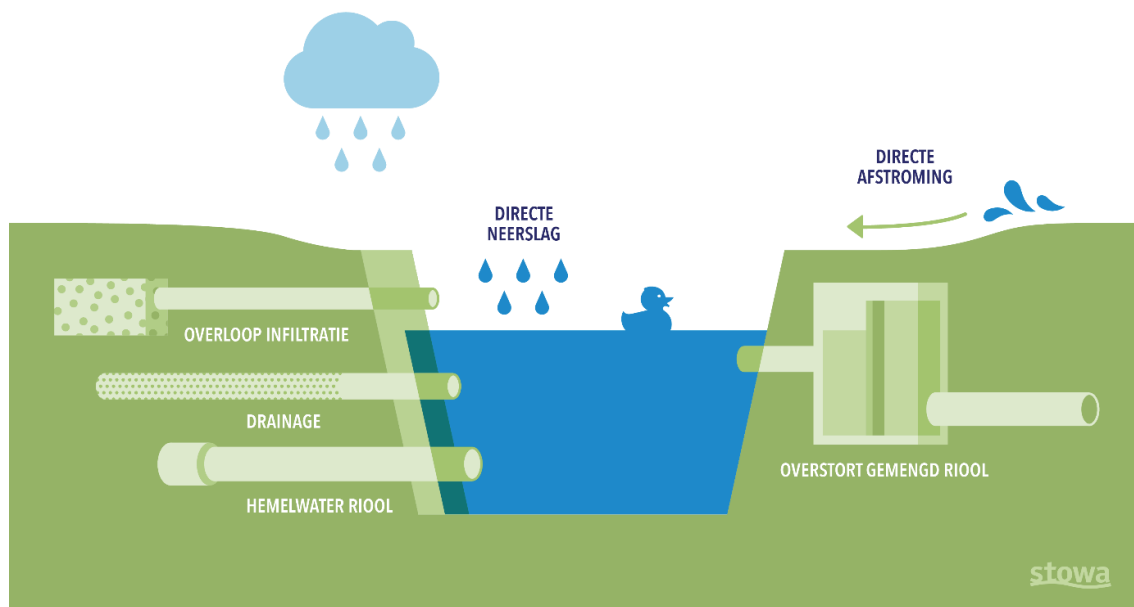 DIRECTE
AFSTROMING
DIRECTE
NEERSLAG
OVERLOOP INFILTRATIE
DRAINAGE
HEMELWATER RIOOL
OVERSTORT GEMENGD RIOOL
stowa